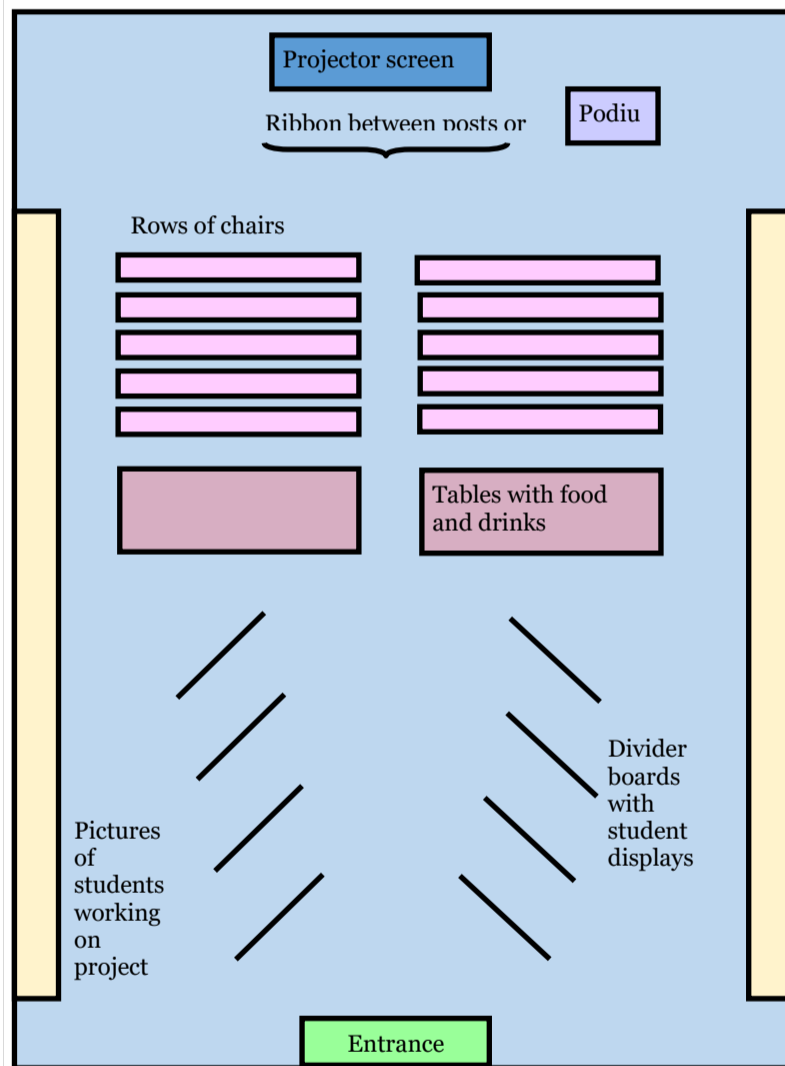 Projector screen
Podiu
Ribbon between posts or
Rows of chairs
Tables with food
and drinks
Divider
boards
with
student
displays
Pictures
of
students
working
on
project
Entrance